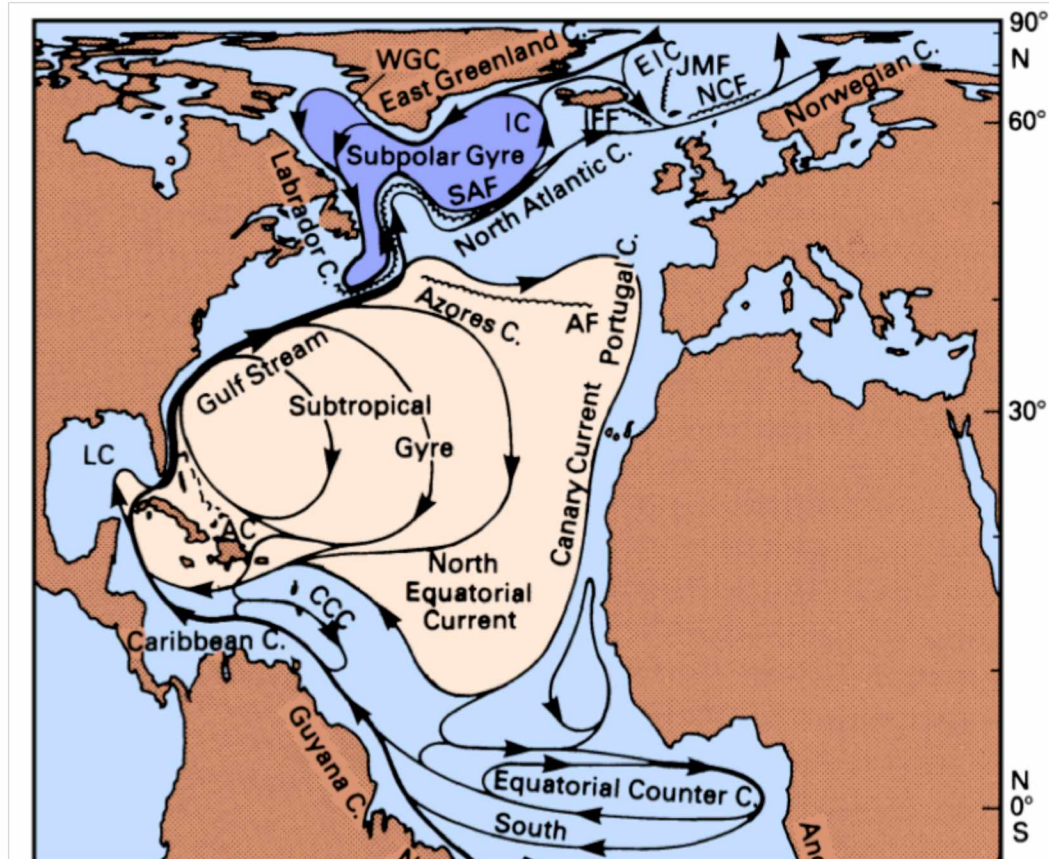 90°
N
WGC
East Greenland C.
EIC
JMF
NCF
Norwegian C.
IFF
60°
IC
Subpolar Gyre
SAF
Labrador C.
North Atlantic C.
Portugal C.
Azores C.
AF
Gulf Stream
Subtropical
Gyre
30°
LC
Canary Current
AC
North
Equatorial
Current
CCC
Caribbean C.
Guyana C.
Equatorial Counter C.
N
0°
S
South